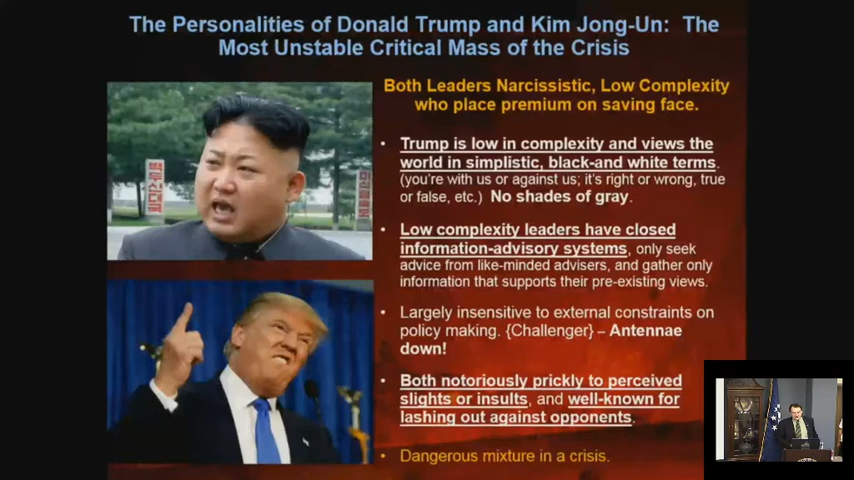 The Personalities of Donald Trump and Kim Jong-Un: The
Most Unstable Critical Mass of the Crisis
Both Leaders Narcissistic, Low Complexity
who place premium on saving face.
• Trump is low in complexity and views the
world in simplistic, black-and white terms.
(you're with us or against us; it's right or wrong, true
or false, etc.) No shades of gray.
• Low complexity leaders have closed
information-advisory systems, only seek
advice from like-minded advisers, and gather only
information that supports their pre-existing views.
• Largely insensitive to external constraints on
policy making. {Challenger} – Antennae
down!
• Both notoriously prickly to perceived
slights or insults, and well-known for
lashing out against opponents.
• Dangerous mixture in a crisis.